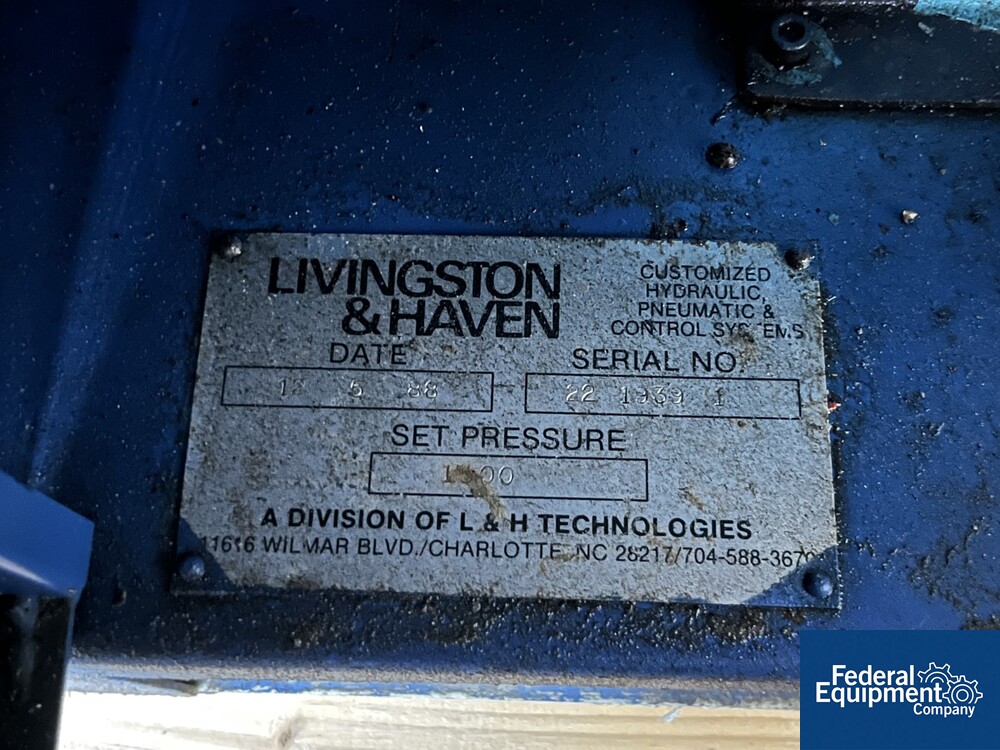 LIVINGSTON
& HAVEN
CUSTOMIZED
HYDRAULIC,
PNEUMATIC &
CONTROL SYSTEMS
DATE
5 88
SERIAL NO.
22 1939 1
SET PRESSURE
A DIVISION OF L & H TECHNOLOGIES
11616 WILMAR BLVD./CHARLOTTE, NC 28217/704-588-3670
Federal
Equipment
Company